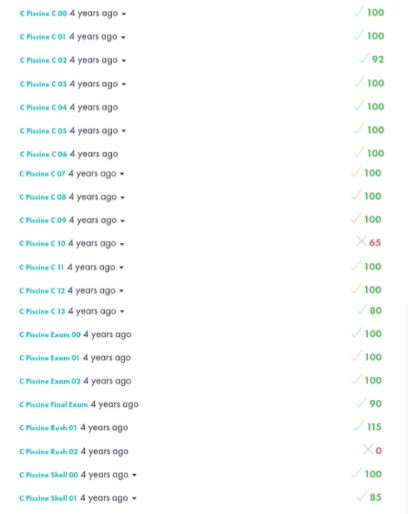 C Piscine C 00 4 years ago 100
C Piscine C 01 4 years ago 100
C Piscine C 02 4 years ago 92
C Piscine C 03 4 years ago 100
C Piscine C 04 4 years ago 100
C Piscine C 05 4 years ago 100
C Piscine C 06 4 years ago 100
C Piscine C 07 4 years ago 100
C Piscine C 08 4 years ago 100
C Piscine C 09 4 years ago 100
C Piscine C 10 4 years ago 65
C Piscine C 11 4 years ago 100
C Piscine C 12 4 years ago 100
C Piscine C 13 4 years ago 80
C Piscine Exam 00 4 years ago 100
C Piscine Exam 01 4 years ago 100
C Piscine Exam 02 4 years ago 100
C Piscine Final Exam 4 years ago 90
C Piscine Rush 01 4 years ago 115
C Piscine Rush 02 4 years ago 0
C Piscine Shell 00 4 years ago 100
C Piscine Shell 01 4 years ago 85